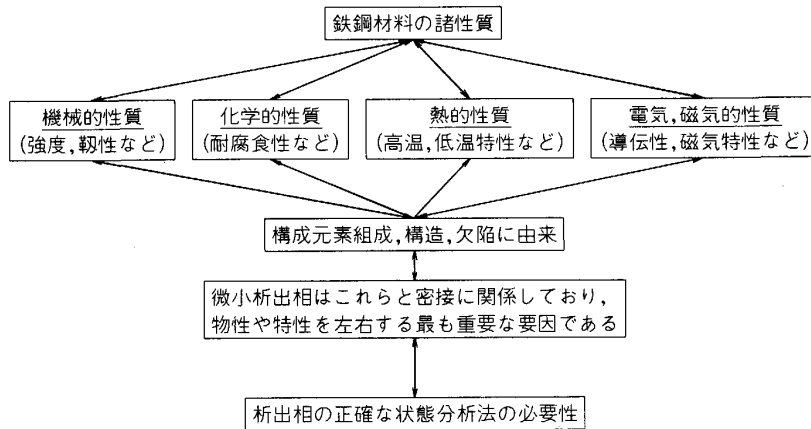 鉄鋼材料の諸性質
機械的性質
(強度,靱性など)
化学的性質
(耐腐食性など)
熱的性質
(高温,低温特性など)
電気,磁気的性質
(導伝性,磁気特性など)
構成元素組成,構造,欠陥に由来
微小析出相はこれらと密接に関係しており,
物性や特性を左右する最も重要な要因である
析出相の正確な状態分析法の必要性